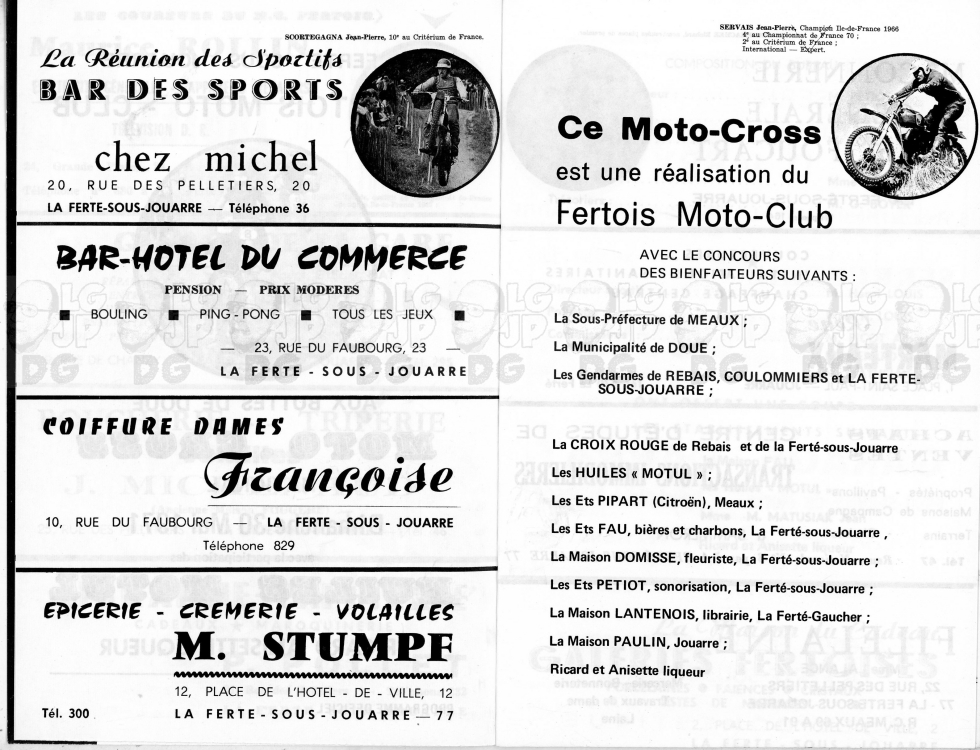 SCORTEGAGNA Jean-Pierre, 10e au Critérium de France.
La Réunion des Sportifs
BAR DES SPORTS
chez michel
20, RUE DES PELLETIERS, 20
LA FERTE-SOUS-JOUARRE — Téléphone 36
BAR-HOTEL DU COMMERCE
PENSION — PRIX MODERES
■ BOULING ■ PING-PONG ■ TOUS LES JEUX ■
— 23, RUE DU FAUBOURG, 23 —
LA FERTE - SOUS - JOUARRE
COIFFURE DAMES
Françoise
10, RUE DU FAUBOURG — LA FERTE - SOUS - JOUARRE
Téléphone 829
EPICERIE - CREMERIE - VOLAILLES
M. STUMPF
12, PLACE DE L'HOTEL - DE - VILLE, 12
Tél. 300 LA FERTE - SOUS - JOUARRE — 77
SERVAIS Jean-Pierre, Champion Ile-de-France 1966
4e au Championnat de France 70 ;
2e au Critérium de France ;
International — Expert.
Ce Moto-Cross
est une réalisation du
Fertois Moto-Club
AVEC LE CONCOURS
DES BIENFAITEURS SUIVANTS :
La Sous-Préfecture de MEAUX ;
La Municipalité de DOUE ;
Les Gendarmes de REBAIS, COULOMMIERS et LA FERTE-
SOUS-JOUARRE ;
La CROIX ROUGE de Rebais et de la Ferté-sous-Jouarre
Les HUILES « MOTUL » ;
Les Ets PIPART (Citroën), Meaux ;
Les Ets FAU, bières et charbons, La Ferté-sous-Jouarre ,
La Maison DOMISSE, fleuriste, La Ferté-sous-Jouarre ;
Les Ets PETIOT, sonorisation, La Ferté-sous-Jouarre ;
La Maison LANTENOIS, librairie, La Ferté-Gaucher ;
La Maison PAULIN, Jouarre ;
Ricard et Anisette liqueur